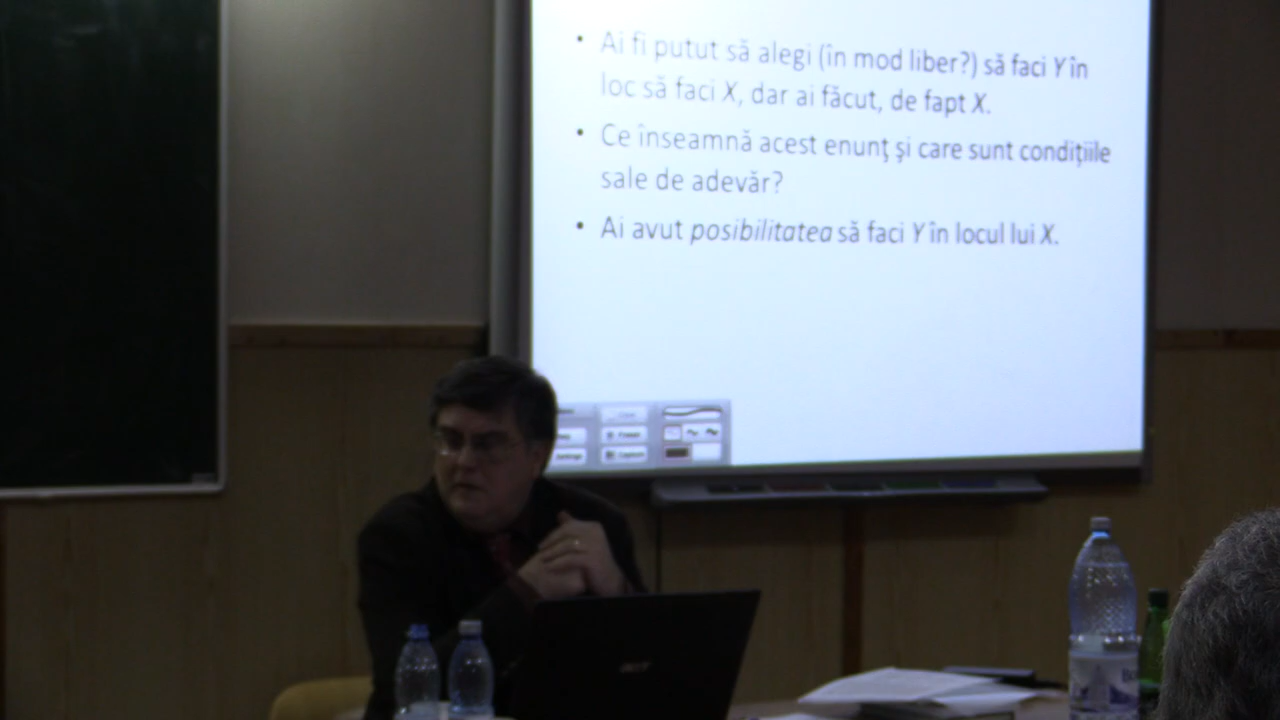 • Ai fi putut să alegi (în mod liber?) să faci Y în
loc să faci X, dar ai făcut, de fapt X.
• Ce înseamnă acest enunţ şi care sunt condiţiile
sale de adevăr?
• Ai avut posibilitatea să faci Y în locul lui X.
acer